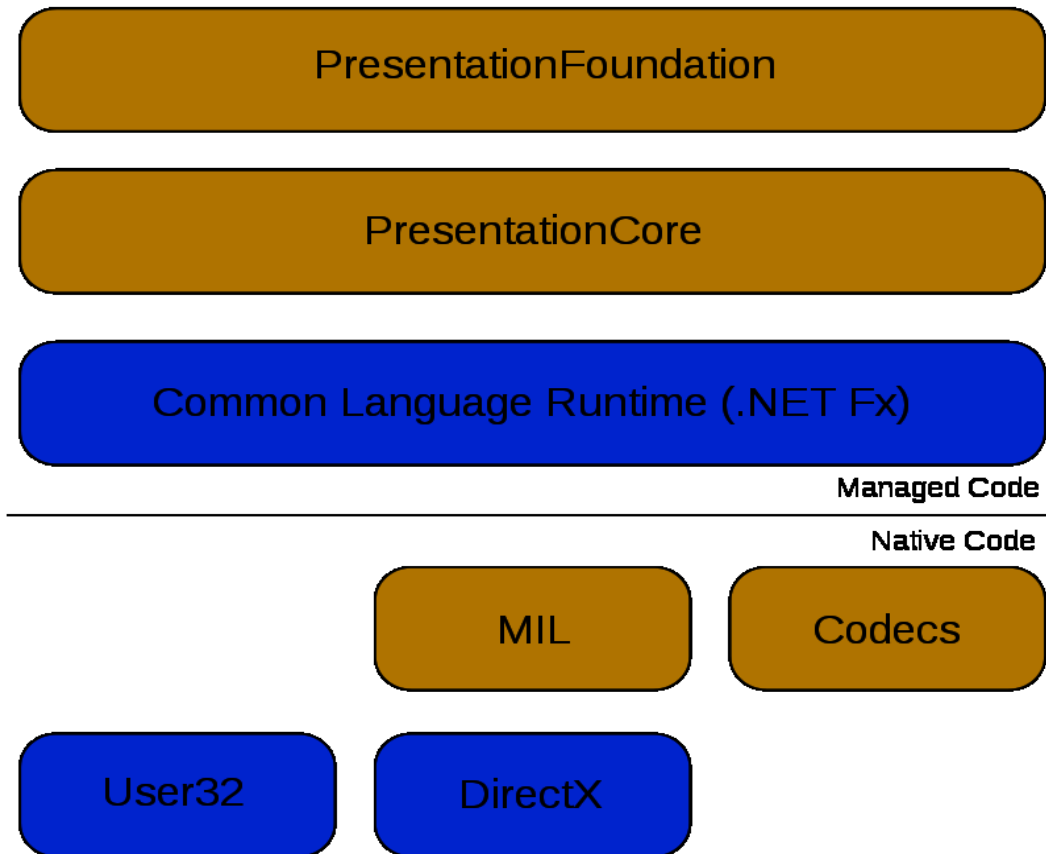 PresentationFoundation
PresentationCore
Common Language Runtime (.NET Fx)
Managed Code
Native Code
MIL
Codecs
User32
DirectX